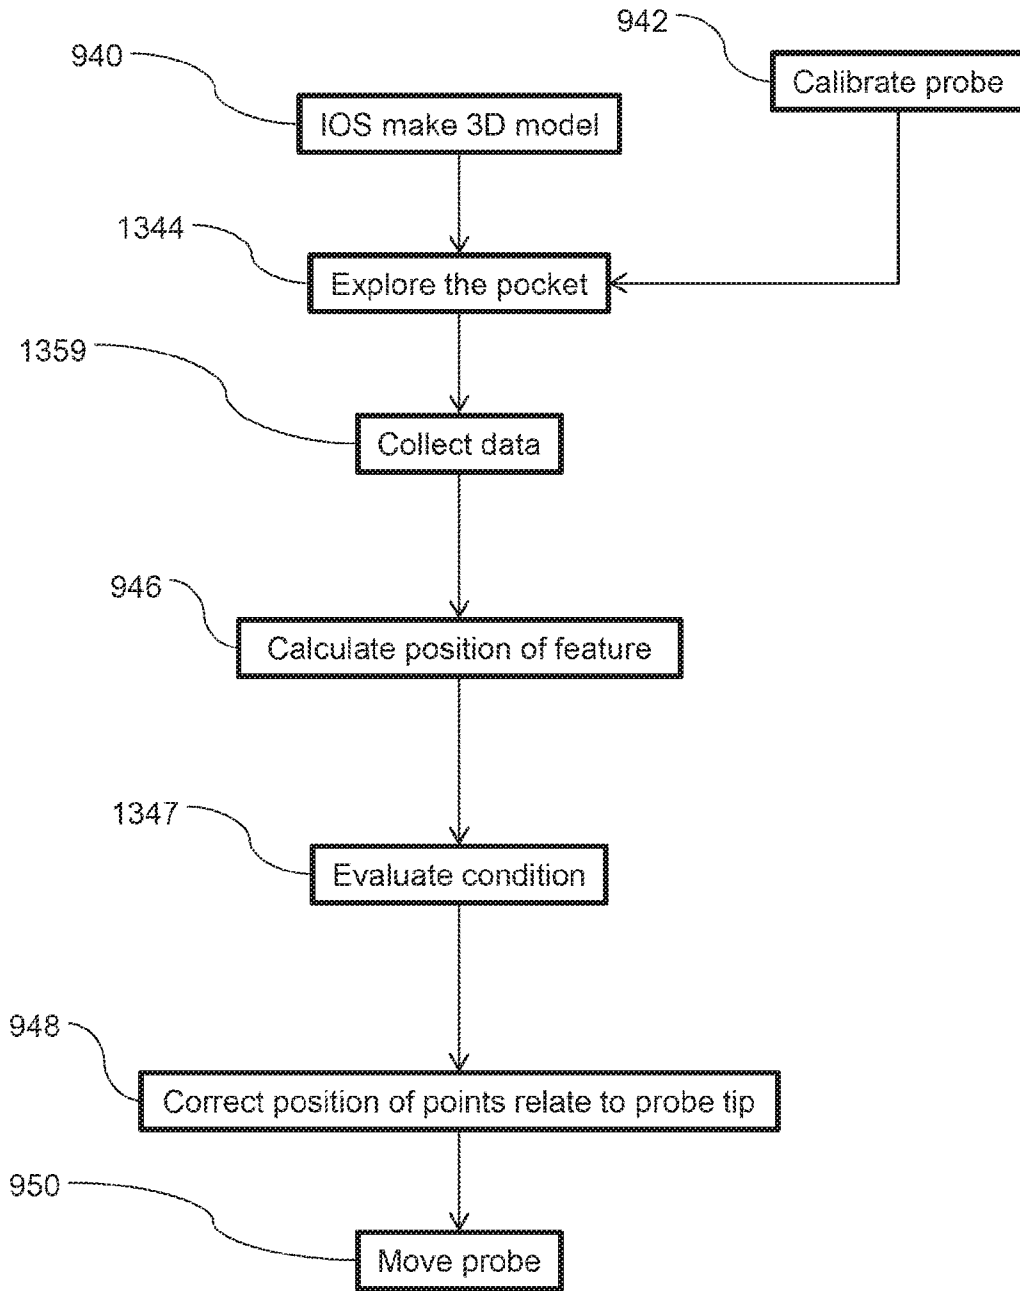 942
Calibrate probe
940
IOS make 3D model
1344
Explore the pocket
1359
Collect data
946
Calculate position of feature
1347
Evaluate condition
948
Correct position of points relate to probe tip
950
Move probe